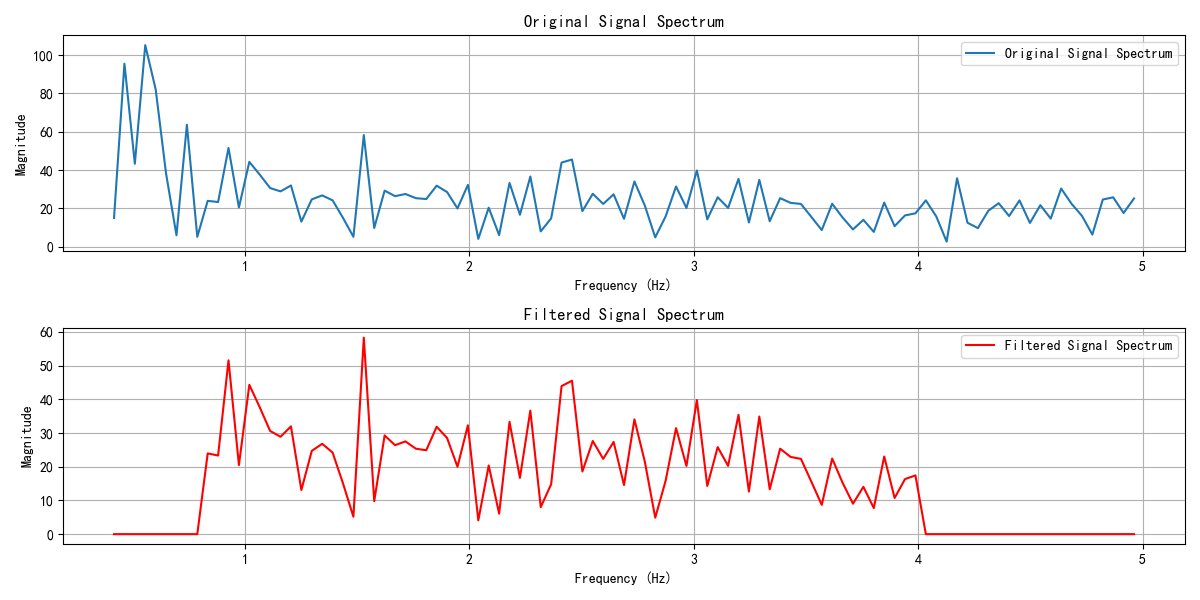 Original Signal Spectrum
Original Signal Spectrum
Magnitude
100
80
60
40
20
0
1
2
3
4
5
Frequency (Hz)
Filtered Signal Spectrum
Filtered Signal Spectrum
Magnitude
60
50
40
30
20
10
0
1
2
3
4
5
Frequency (Hz)